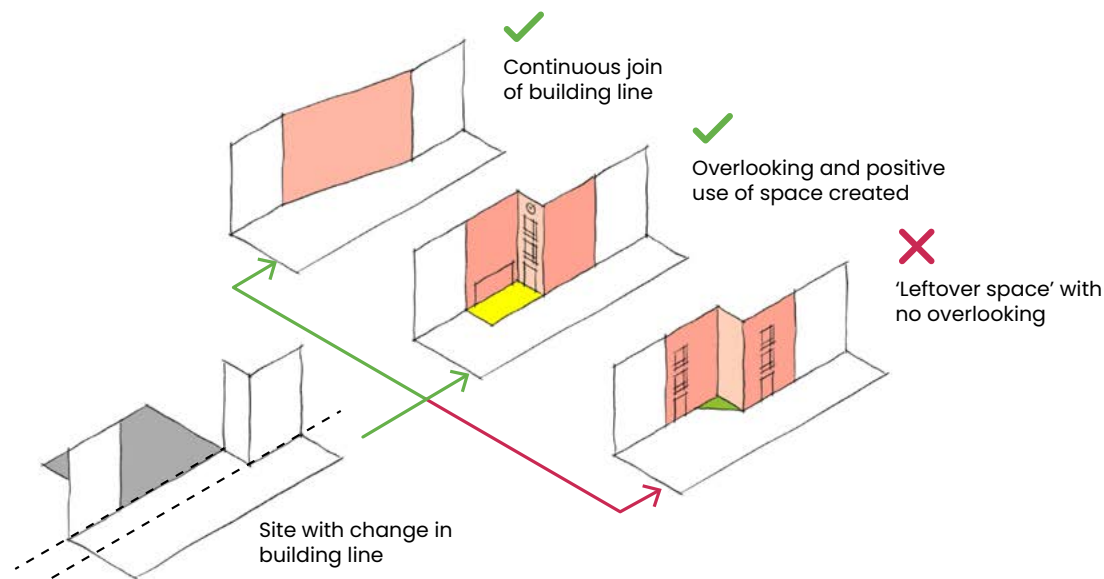 Continuous join
of building line
Overlooking and positive
use of space created
‘Leftover space’ with
no overlooking
Site with change in
building line